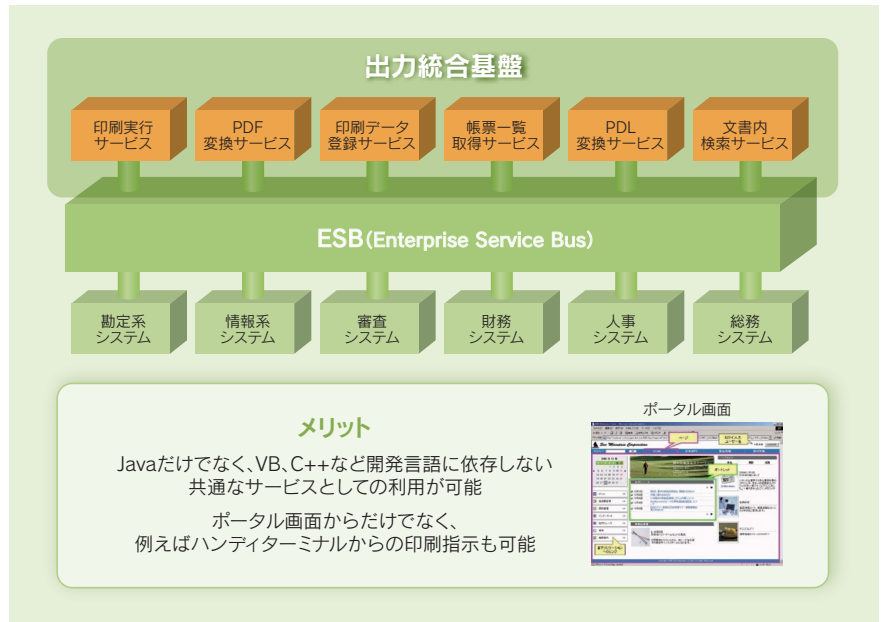 出力統合基盤
印刷実行
サービス
PDF
変換サービス
印刷データ
登録サービス
帳票一覧
取得サービス
PDL
変換サービス
文書内
検索サービス
ESB(Enterprise Service Bus)
勘定系
システム
情報系
システム
審査
システム
財務
システム
人事
システム
総務
システム
メリット
Javaだけでなく、VB、C++など開発言語に依存しない
共通なサービスとしての利用が可能
ポータル画面からだけでなく、
例えばハンディターミナルからの印刷指示も可能
ポータル画面